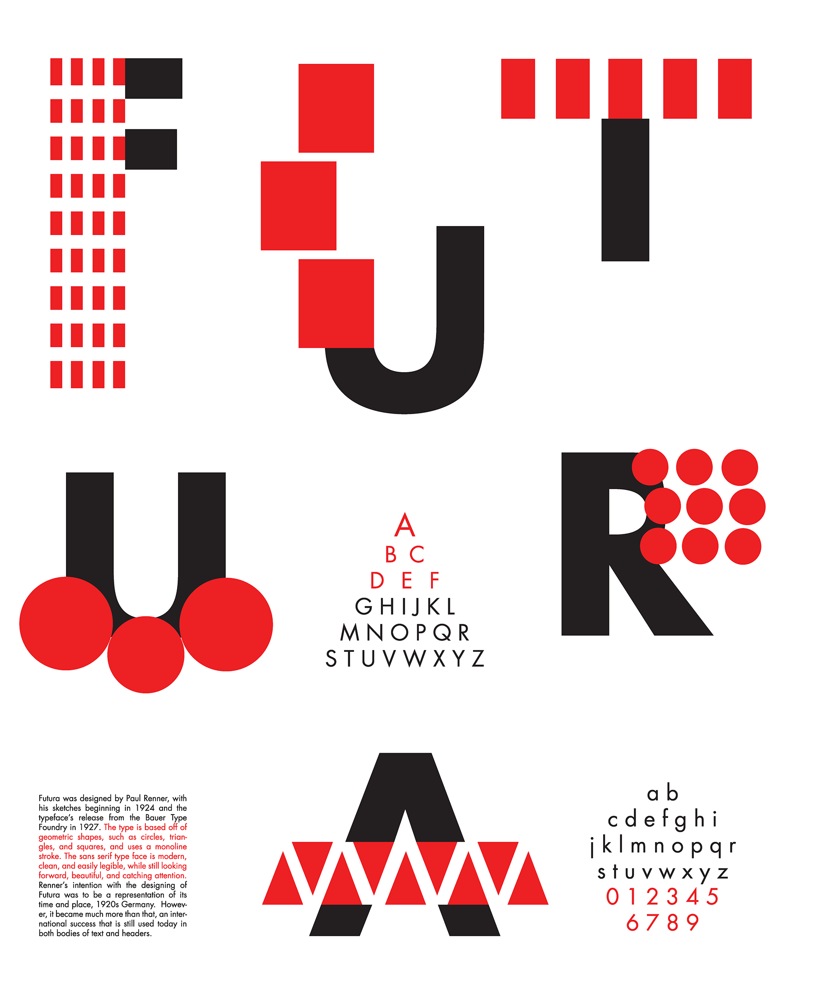 F U T
U R
A
B C
D E F
G H I J K L
M N O P Q R
S T U V W X Y Z
A
Futura was designed by Paul Renner, with
his sketches beginning in 1924 and the
typeface's release from the Bauer Type
Foundry in 1927. The type is based off of
geometric shapes, such as circles, trian-
gles, and squares, and uses a monoline
stroke. The sans serif type face is modern,
clean, and easily legible, while still looking
forward, beautiful, and catching attention.
Renner's intention with the designing of
Futura was to be a representation of its
time and place, 1920s Germany. Howev-
er, it became much more than that, an inter-
national success that is still used today in
both bodies of text and headers.
a b
c d e f g h i
j k l m n o p q r
s t u v w x y z
0 1 2 3 4 5
6 7 8 9